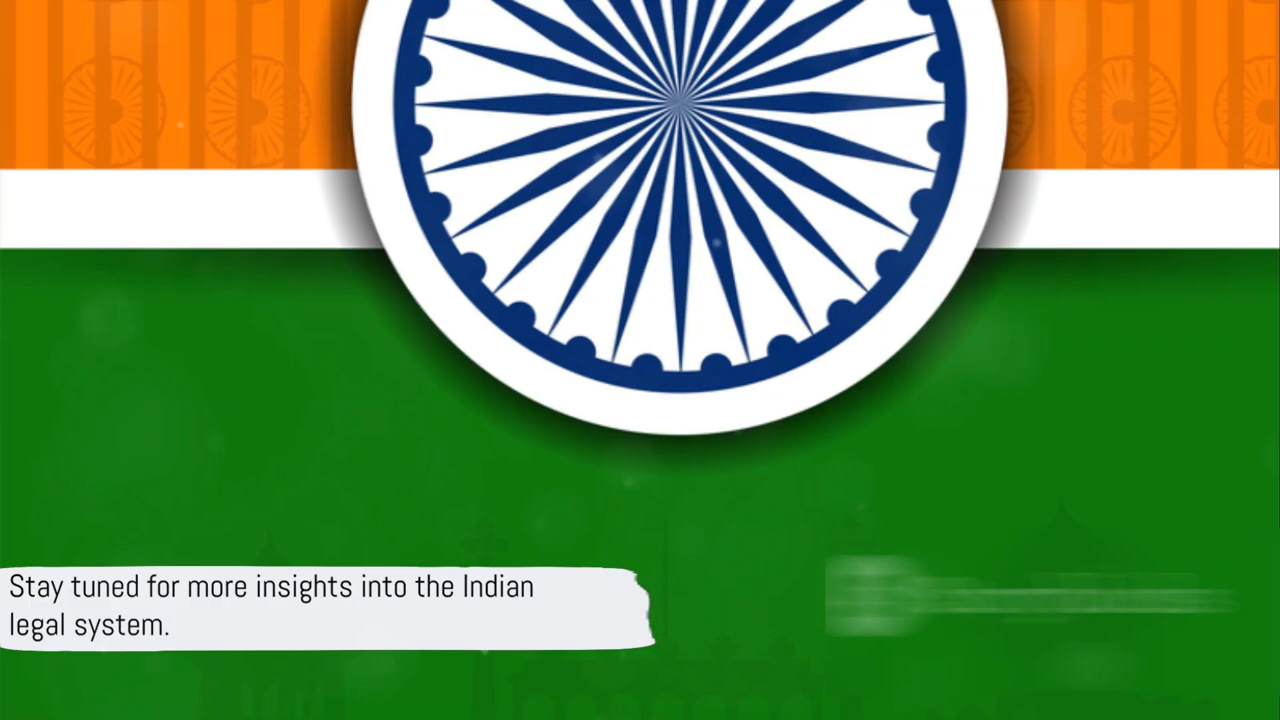 Stay tuned for more insights into the Indian
legal system.